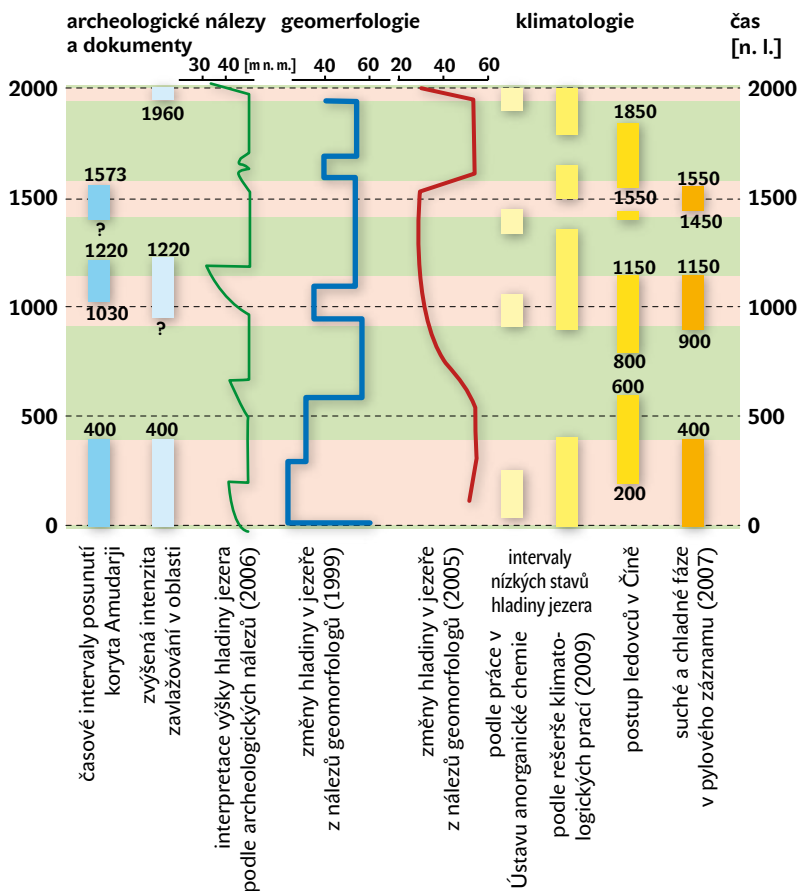 archeologické nálezy
a dokumenty
geomorfologie
klimatologie
čas
[n. l.]
30 40 [m n. m.]
40 60
20 40 60
2000
2000
1960
1850
1573
1550
1500
1550
1500
?
1450
1220
1220
1150
1150
1000
1030
?
1000
900
800
600
500
500
400
400
400
200
0
0
časové intervaly posunutí
koryta Amudarji
zvýšená intenzita
zavlažování v oblasti
interpretace výšky hladiny jezera
podle archeologických nálezů (2006)
změny hladiny v jezeře
z nálezů geomorfologů (1999)
změny hladiny v jezeře
z nálezů geomorfologů (2005)
intervaly
nízkých stavů
hladiny jezera
podle práce v
Ústavu anorganické chemie
podle rešerše klimato-
logických prací (2009)
postup ledovců v Číně
suché a chladné fáze
v pylového záznamu (2007)